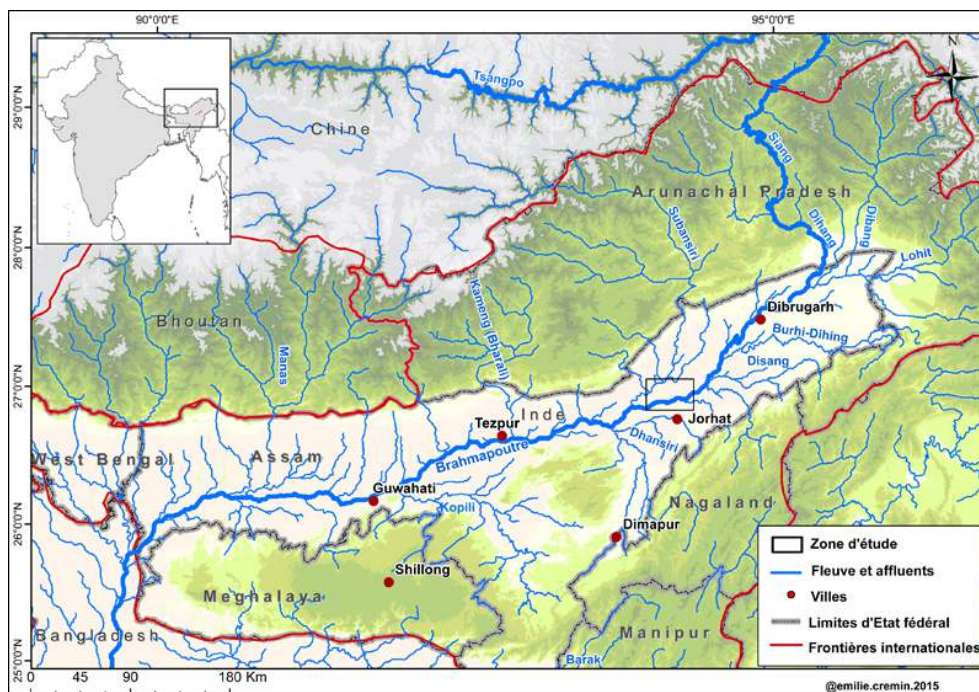 90°0'0"E
95°0'0"E
N
Tsangpo
29°0'0"N
Chine
Siang
Arunachal Pradesh
Subansiri
Dihang
Dibang
28°0'0"N
Lohit
Kameng (Bharali)
Bhoutan
Dibrugarh
Manas
Burhi-Dihing
Disang
27°0'0"N
Inde
Tezpur
Jorhat
West Bengal
Assam
Brahmapoutre
Dhansiri
Guwahati
Nagaland
Kopili
26°0'0"N
Dimapur
Zone d'étude
Shillong
Fleuve et affluents
Meghalaya
Villes
Limites d'Etat fédéral
Bangladesh
Manipur
Frontières internationales
Barak
25°0'0"N
0 45 90 180 Km
@emilie.cremin.2015